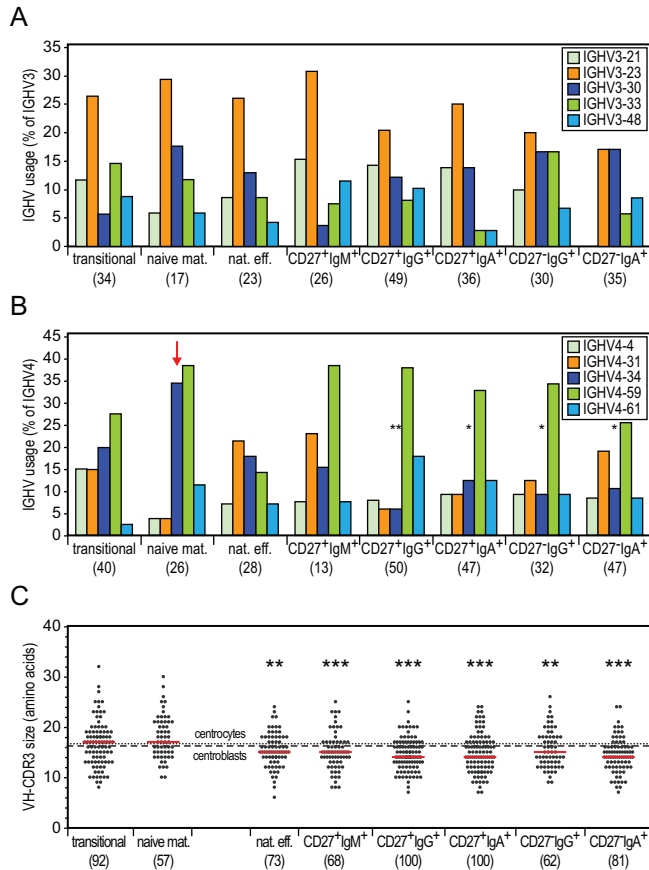 A
IGHV usage (% of IGHV3)
35
30
25
20
15
10
5
0
IGHV3-21
IGHV3-23
IGHV3-30
IGHV3-33
IGHV3-48
transitional naive mat. nat. eff. CD27+IgM+ CD27+IgG+ CD27+IgA+ CD27-IgG+ CD27-IgA+
(34) (17) (23) (26) (49) (36) (30) (35)
B
IGHV usage (% of IGHV4)
45
40
35
30
25
20
15
10
5
0
IGHV4-4
IGHV4-31
IGHV4-34
IGHV4-59
IGHV4-61
** * * *
transitional naive mat. nat. eff. CD27+IgM+ CD27+IgG+ CD27+IgA+ CD27-IgG+ CD27-IgA+
(40) (26) (28) (13) (50) (47) (32) (47)
C
VH-CDR3 size (amino acids)
40
30
20
10
0
** *** *** *** ** ***
centrocytes
centroblasts
transitional naive mat. nat. eff. CD27+IgM+ CD27+IgG+ CD27+IgA+ CD27-IgG+ CD27-IgA+
(92) (57) (73) (68) (100) (100) (62) (81)